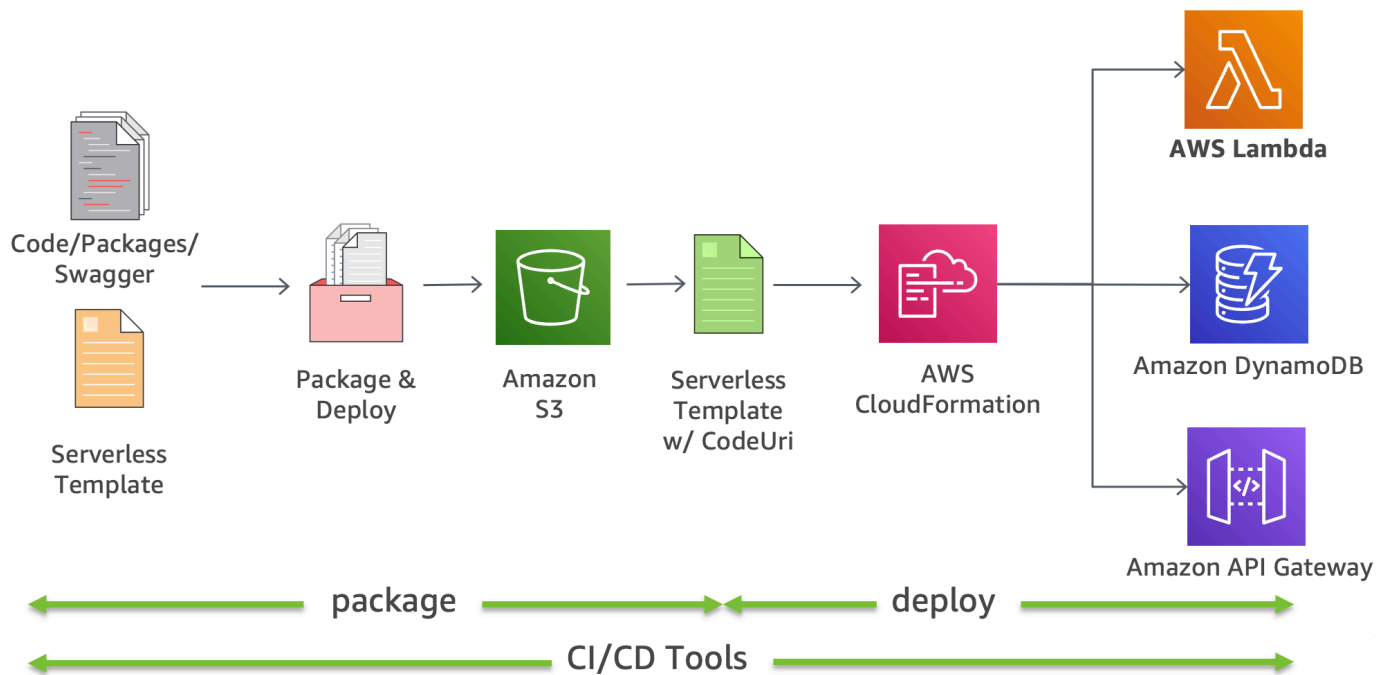 Code/Packages/
Swagger
Serverless
Template
Package &
Deploy
Amazon
S3
Serverless
Template
w/ CodeUri
AWS
CloudFormation
AWS Lambda
Amazon DynamoDB
</>
Amazon API Gateway
package
deploy
CI/CD Tools